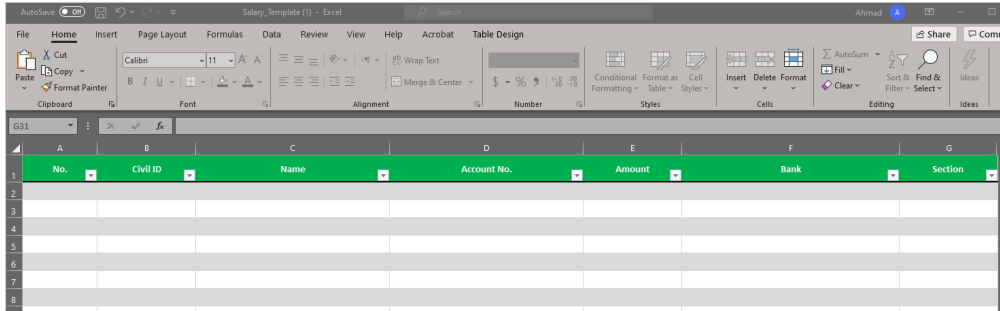 AutoSave Off Salary_Template (1) - Excel Search Ahmad A
File Home Insert Page Layout Formulas Data Review View Help Acrobat Table Design Share Comm
Paste Cut Copy Format Painter
Calibri 11 A A
B I U A
ab Wrap Text
Merge & Center
$ % 9
Conditional Formatting Format as Table Cell Styles
Insert Delete Format
AutoSum Fill Clear
Sort & Filter Find & Select Ideas
Clipboard Font Alignment Number Styles Cells Editing Ideas
G31 fx
A B C D E F G
1 No. Civil ID Name Account No. Amount Bank Section
2
3
4
5
6
7
8